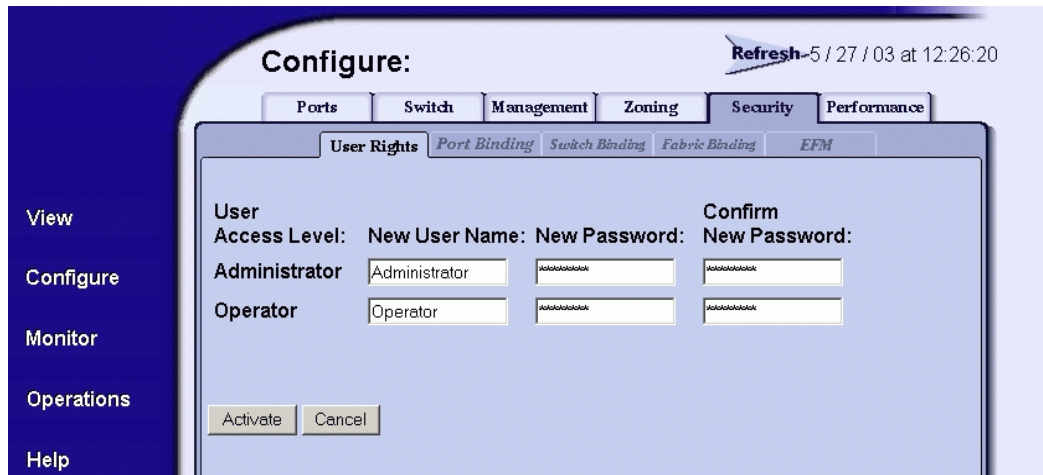 Configure:
Refresh-5 / 27 / 03 at 12:26:20
Ports Switch Management Zoning Security Performance
User Rights Port Binding Switch Binding Fabric Binding EFM
View
Configure
Monitor
Operations
Help
User Access Level: New User Name: New Password: Confirm New Password:
Administrator Administrator *********
Operator Operator *********
Activate Cancel